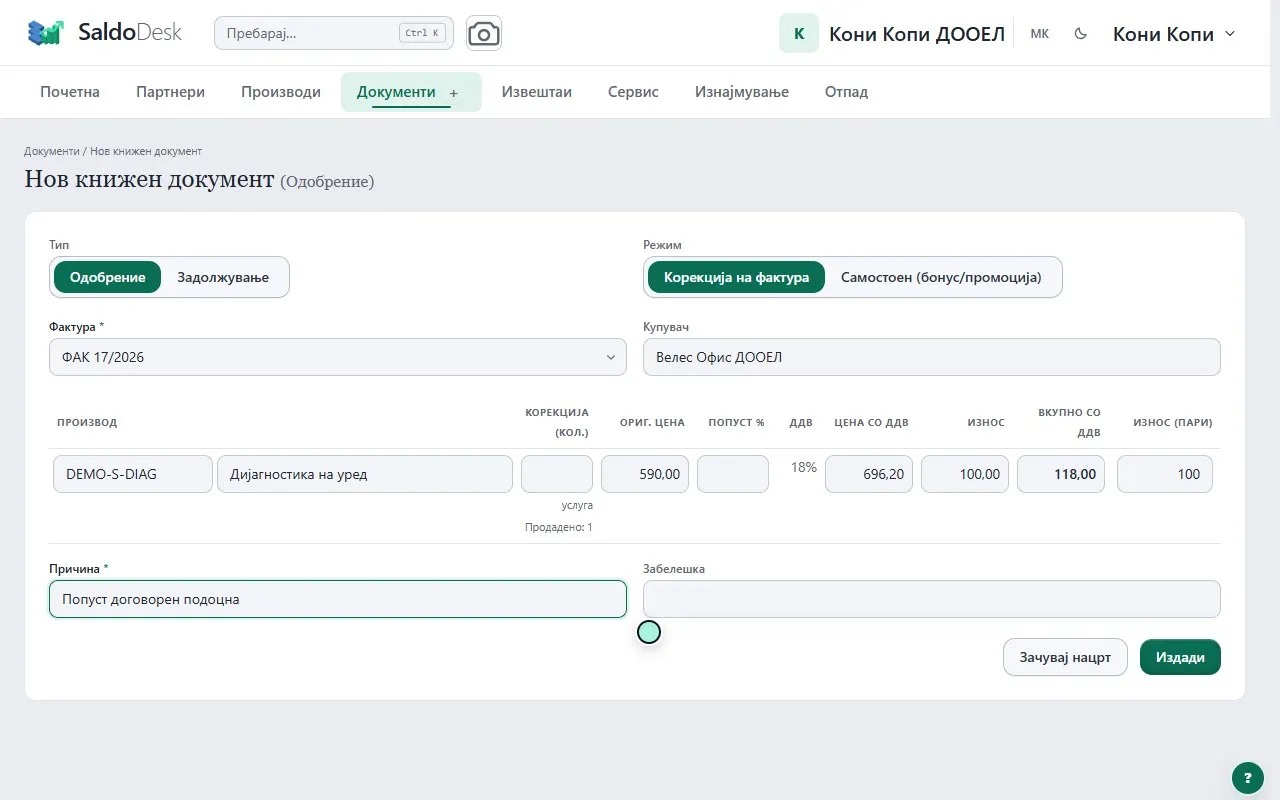 SaldoDesk
Пребарај...
Ctrl K
К
Кони Копи ДООЕЛ
МК
Кони Копи
Почетна
Партнери
Производи
Документи +
Извештаи
Сервис
Изнајмување
Отпад
Документи / Нов книжен документ
Нов книжен документ (Одобрение)
Тип
Режим
Одобрение
Задолжување
Корекција на фактура
Самостоен (бонус/промоција)
Фактура *
Купувач
ФАК 17/2026
Велес Офис ДООЕЛ
ПРОИЗВОД
КОРЕКЦИЈА
(КОЛ.)
ОРИГ. ЦЕНА
ПОПУСТ %
ДДВ
ЦЕНА СО ДДВ
ИЗНОС
ВКУПНО СО
ДДВ
ИЗНОС (ПАРИ)
DEMO-S-DIAG
Дијагностика на уред
590,00
18%
696,20
100,00
118,00
100
услуга
Продадено: 1
Причина *
Забелешка
Попуст договорен подоцна
Зачувај нацрт
Издади
?